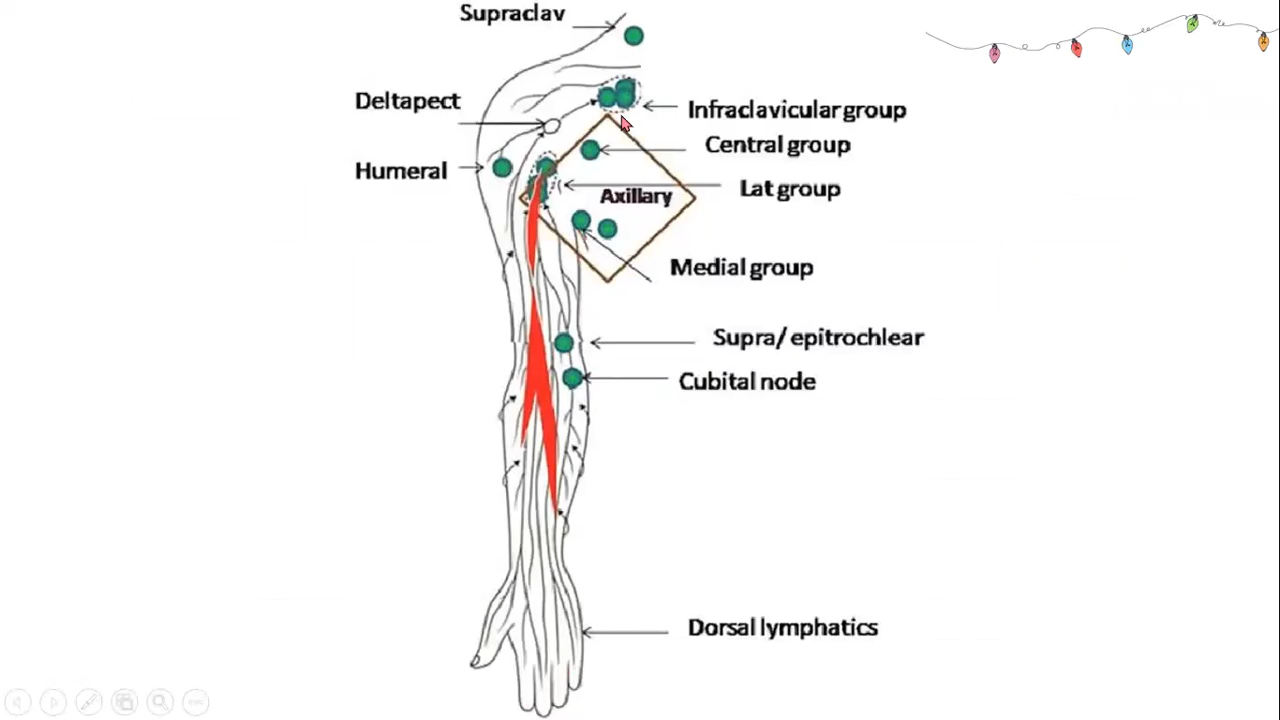 Supraclav
Deltapect
Infraclavicular group
Central group
Humeral
Lat group
Axillary
Medial group
Supra/ epitrochlear
Cubital node
Dorsal lymphatics